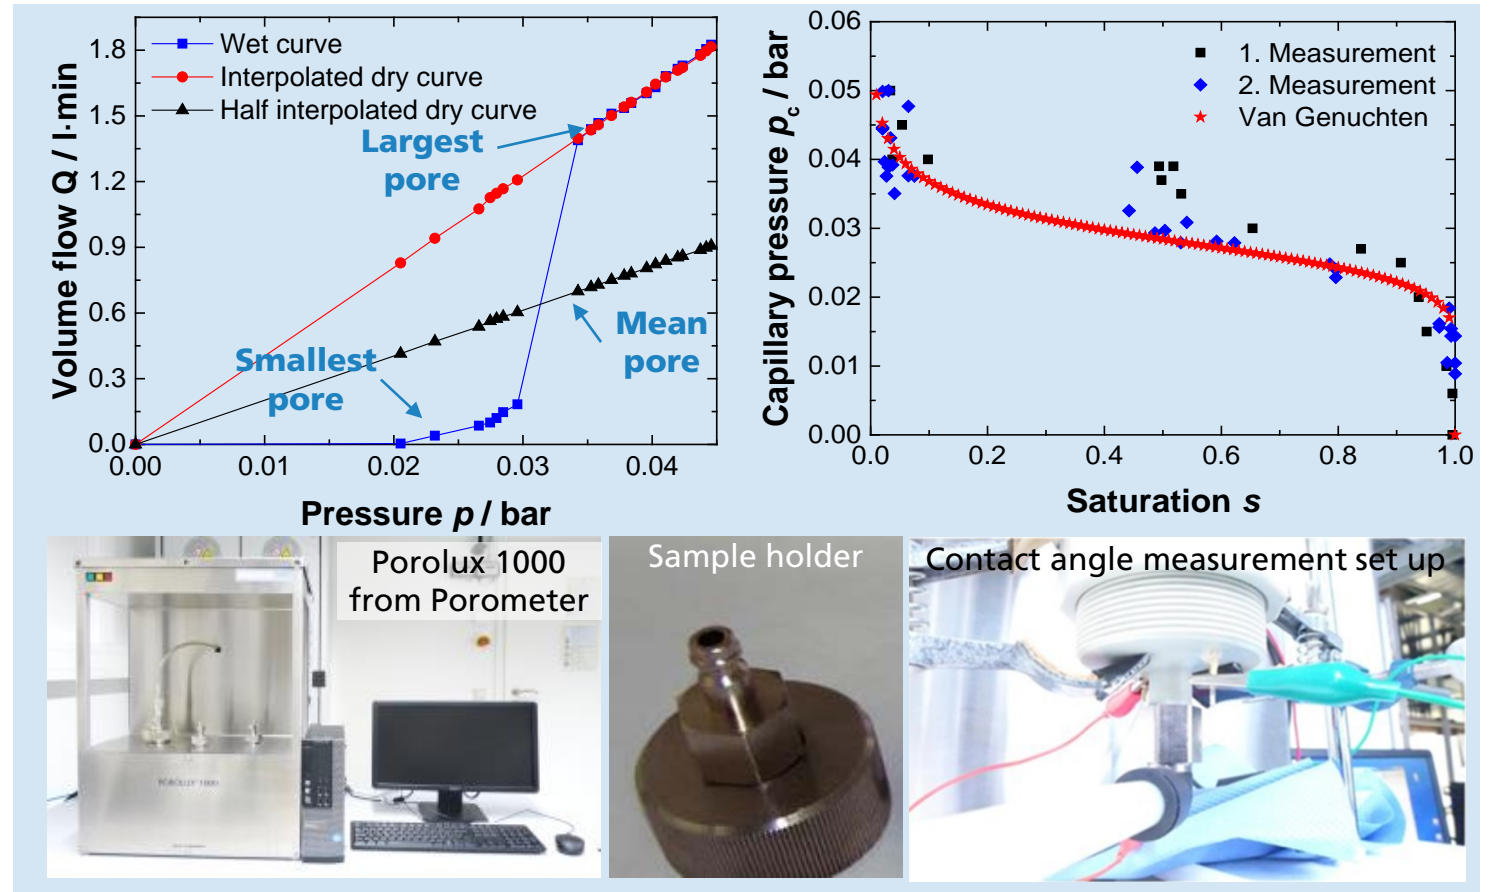 Volume flow Q / l·min
1.8
1.5
1.2
0.9
0.6
0.3
0.0
Wet curve
Interpolated dry curve
Half interpolated dry curve
Largest
pore
Mean
pore
Smallest
pore
0.00
0.01
0.02
0.03
0.04
Pressure p / bar
Capillary pressure pc / bar
0.06
0.05
0.04
0.03
0.02
0.01
0.00
1. Measurement
2. Measurement
Van Genuchten
0.0
0.2
0.4
0.6
0.8
1.0
Saturation s
Porolux 1000
from Porometer
POROLUX 1000
Sample holder
Contact angle measurement set up